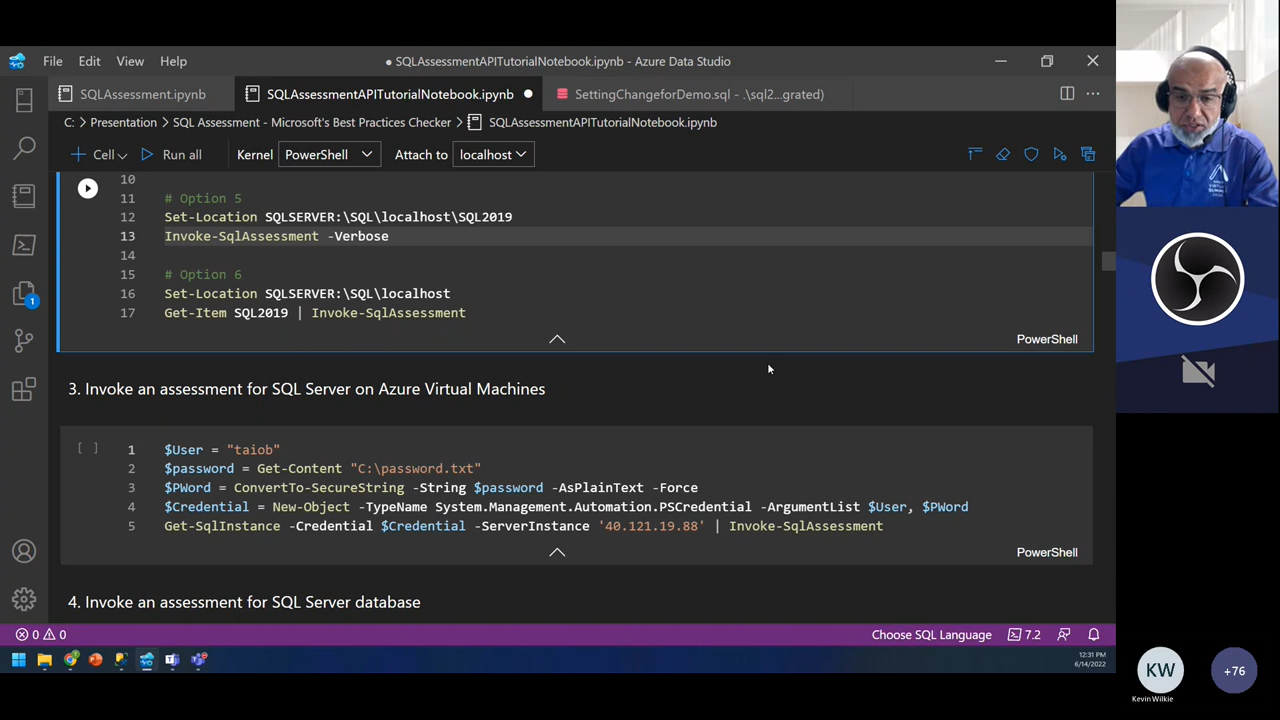 File Edit View Help
● SQLAssessmentAPITutorialNotebook.ipynb - Azure Data Studio
SQLAssessment.ipynb
SQLAssessmentAPITutorialNotebook.ipynb ●
SettingChangeforDemo.sql - .\sql2...grated)
C: > Presentation > SQL Assessment - Microsoft's Best Practices Checker > SQLAssessmentAPITutorialNotebook.ipynb
+ Cell Run all Kernel PowerShell Attach to localhost
10
11 # Option 5
12 Set-Location SQLSERVER:\SQL\localhost\SQL2019
13 Invoke-SqlAssessment -Verbose
14
15 # Option 6
16 Set-Location SQLSERVER:\SQL\localhost
17 Get-Item SQL2019 | Invoke-SqlAssessment
PowerShell
3. Invoke an assessment for SQL Server on Azure Virtual Machines
[ ] 1 $User = "taiob"
2 $password = Get-Content "C:\password.txt"
3 $PWord = ConvertTo-SecureString -String $password -AsPlainText -Force
4 $Credential = New-Object -TypeName System.Management.Automation.PSCredential -ArgumentList $User, $PWord
5 Get-SqlInstance -Credential $Credential -ServerInstance '40.121.19.88' | Invoke-SqlAssessment
PowerShell
4. Invoke an assessment for SQL Server database
1
0 0 Choose SQL Language 7.2
12:31 PM
6/14/2022
KW
Kevin Wilkie
+76